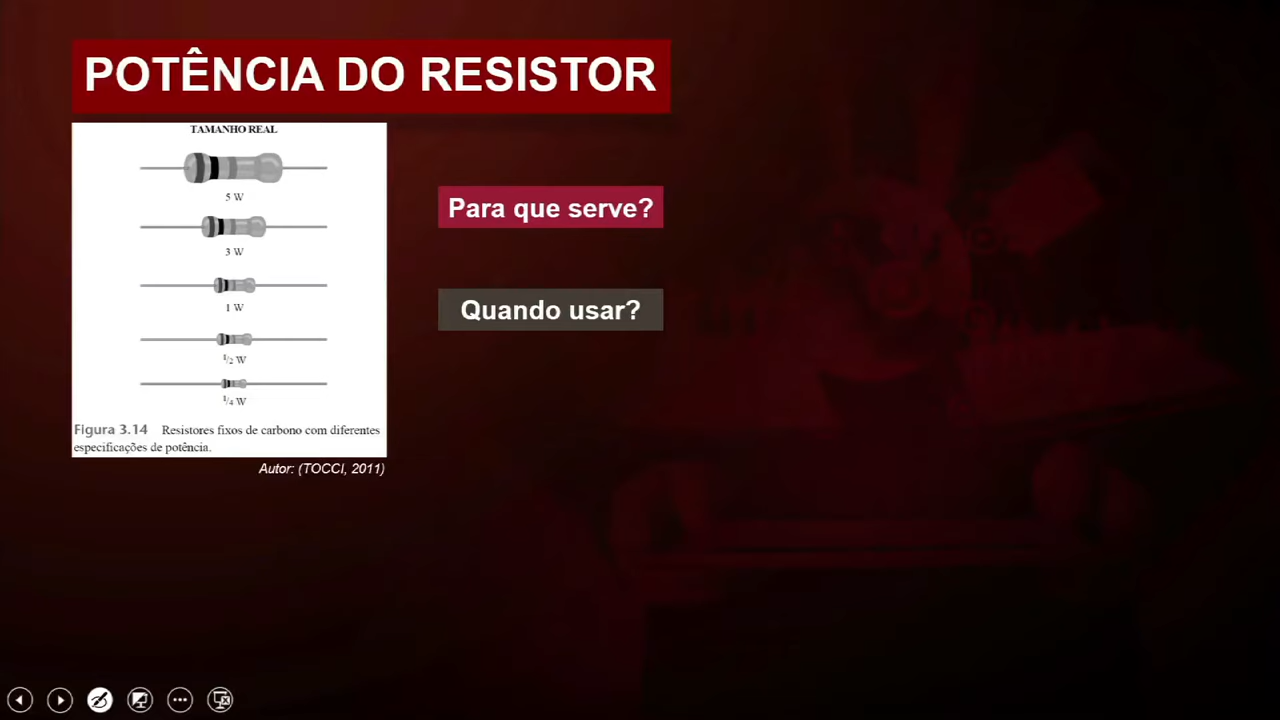 POTÊNCIA DO RESISTOR
TAMANHO REAL
5 W
3 W
1 W
1/2 W
1/4 W
Figura 3.14 Resistores fixos de carbono com diferentes
especificações de potência.
Autor: (TOCCI, 2011)
Para que serve?
Quando usar?